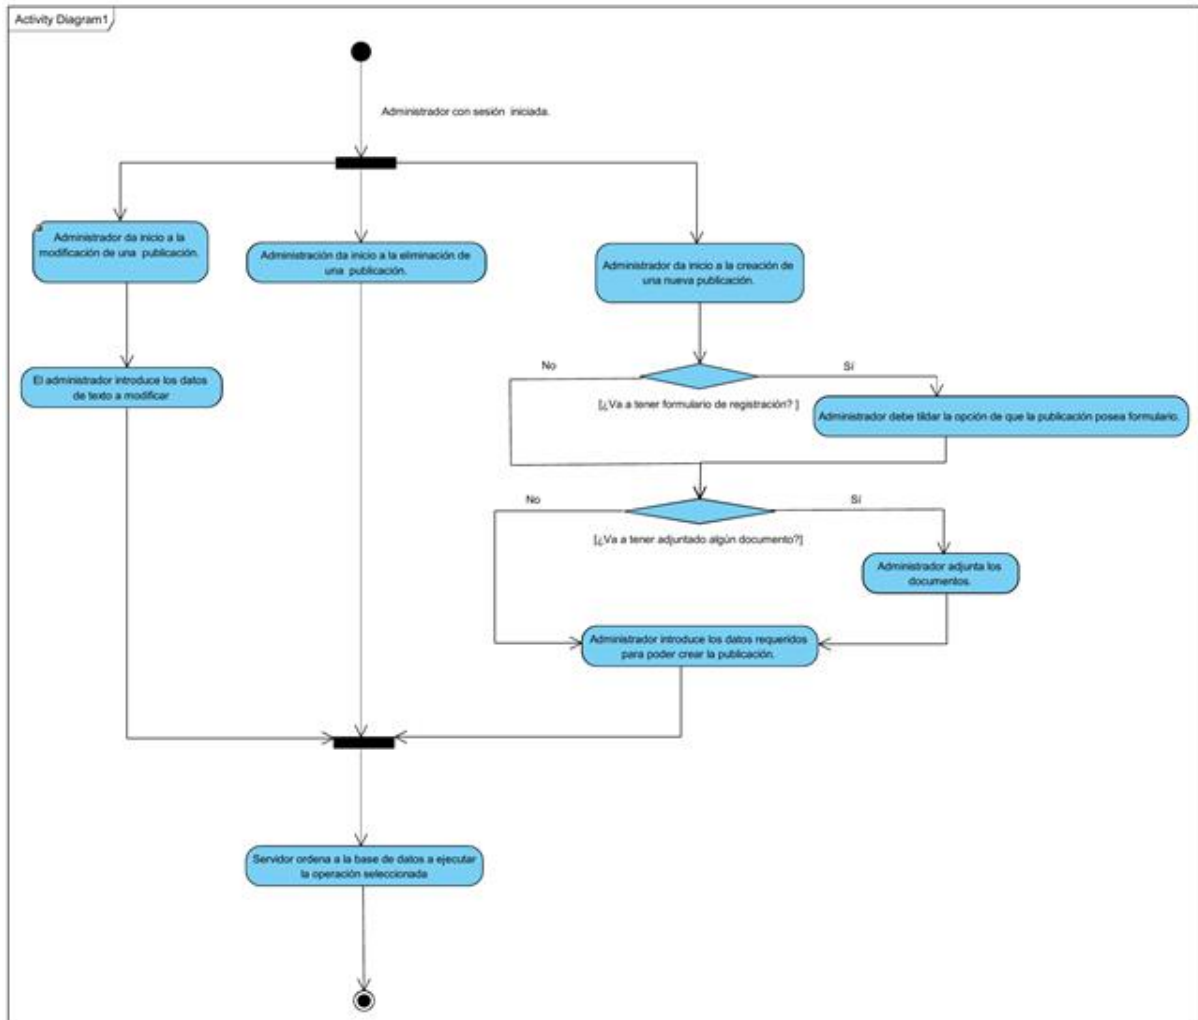 Activity Diagram1
Administrador con sesión iniciada.
a
Administrador da inicio a la
modificación de una publicación.
Administración da inicio a la eliminación de
una publicación.
Administrador da inicio a la creación de
una nueva publicación.
No
Sí
[¿Va a tener formulario de registración? ]
El administrador introduce los datos
de texto a modificar
Administrador debe tildar la opción de que la publicación posea formulario.
No
Sí
[¿Va a tener adjuntado algún documento?]
Administrador adjunta los
documentos.
Administrador introduce los datos requeridos
para poder crear la publicación.
Servidor ordena a la base de datos a ejecutar
la operación seleccionada